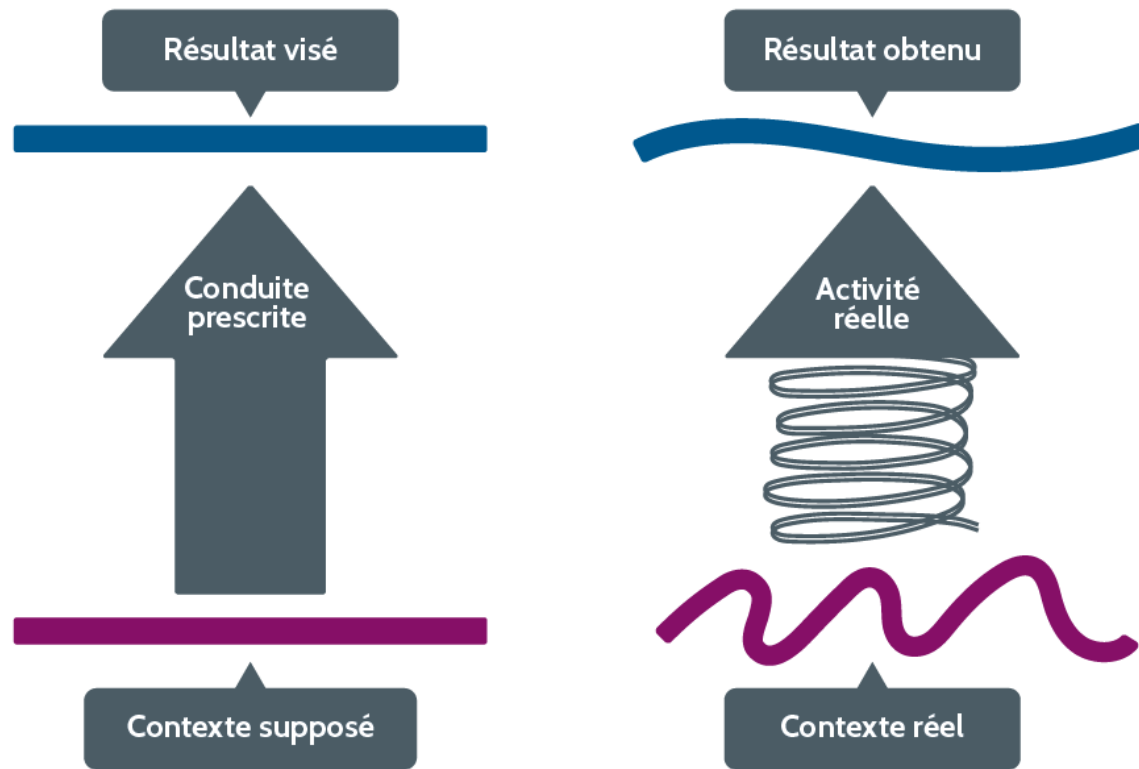 Résultat visé
Résultat obtenu
Conduite
prescrite
Activité
réelle
Contexte supposé
Contexte réel